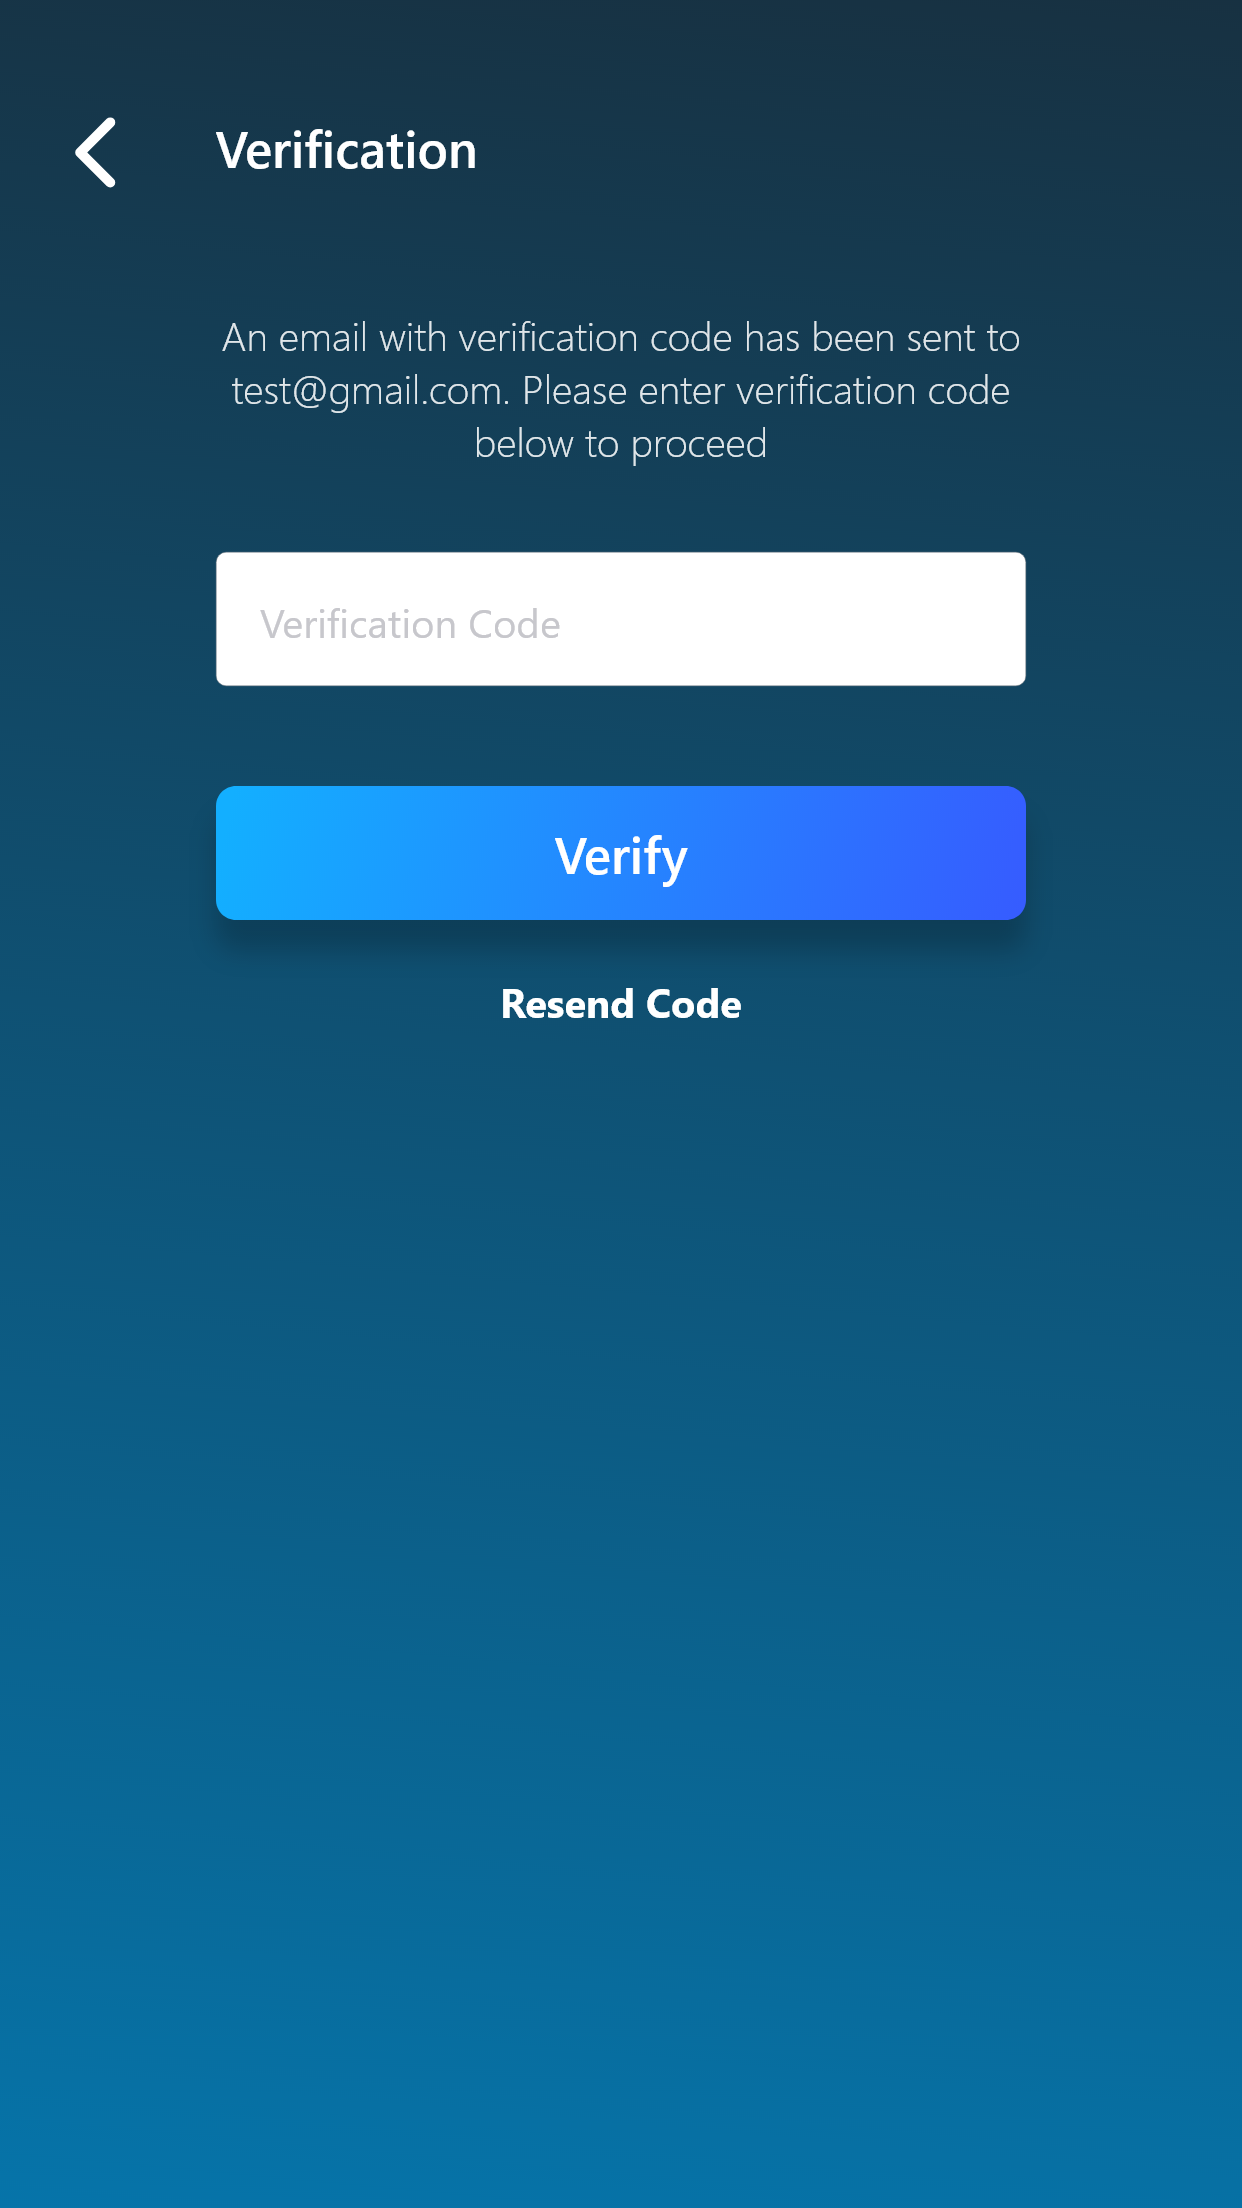 Verification
An email with verification code has been sent to
test@gmail.com. Please enter verification code
below to proceed
Verification Code
Verify
Resend Code